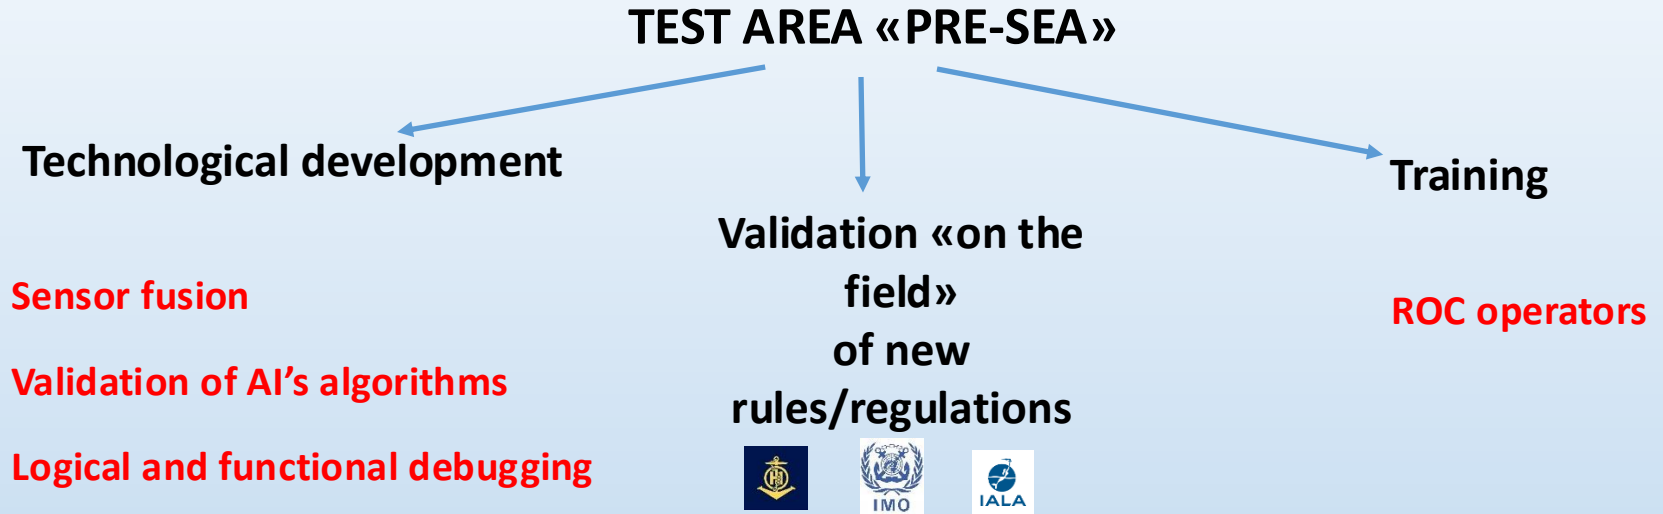 TEST AREA «PRE-SEA»
Technological development
Sensor fusion
Validation of AI’s algorithms
Logical and functional debugging
Validation «on the
field»
of new
rules/regulations
IMO
IALA
Training
ROC operators